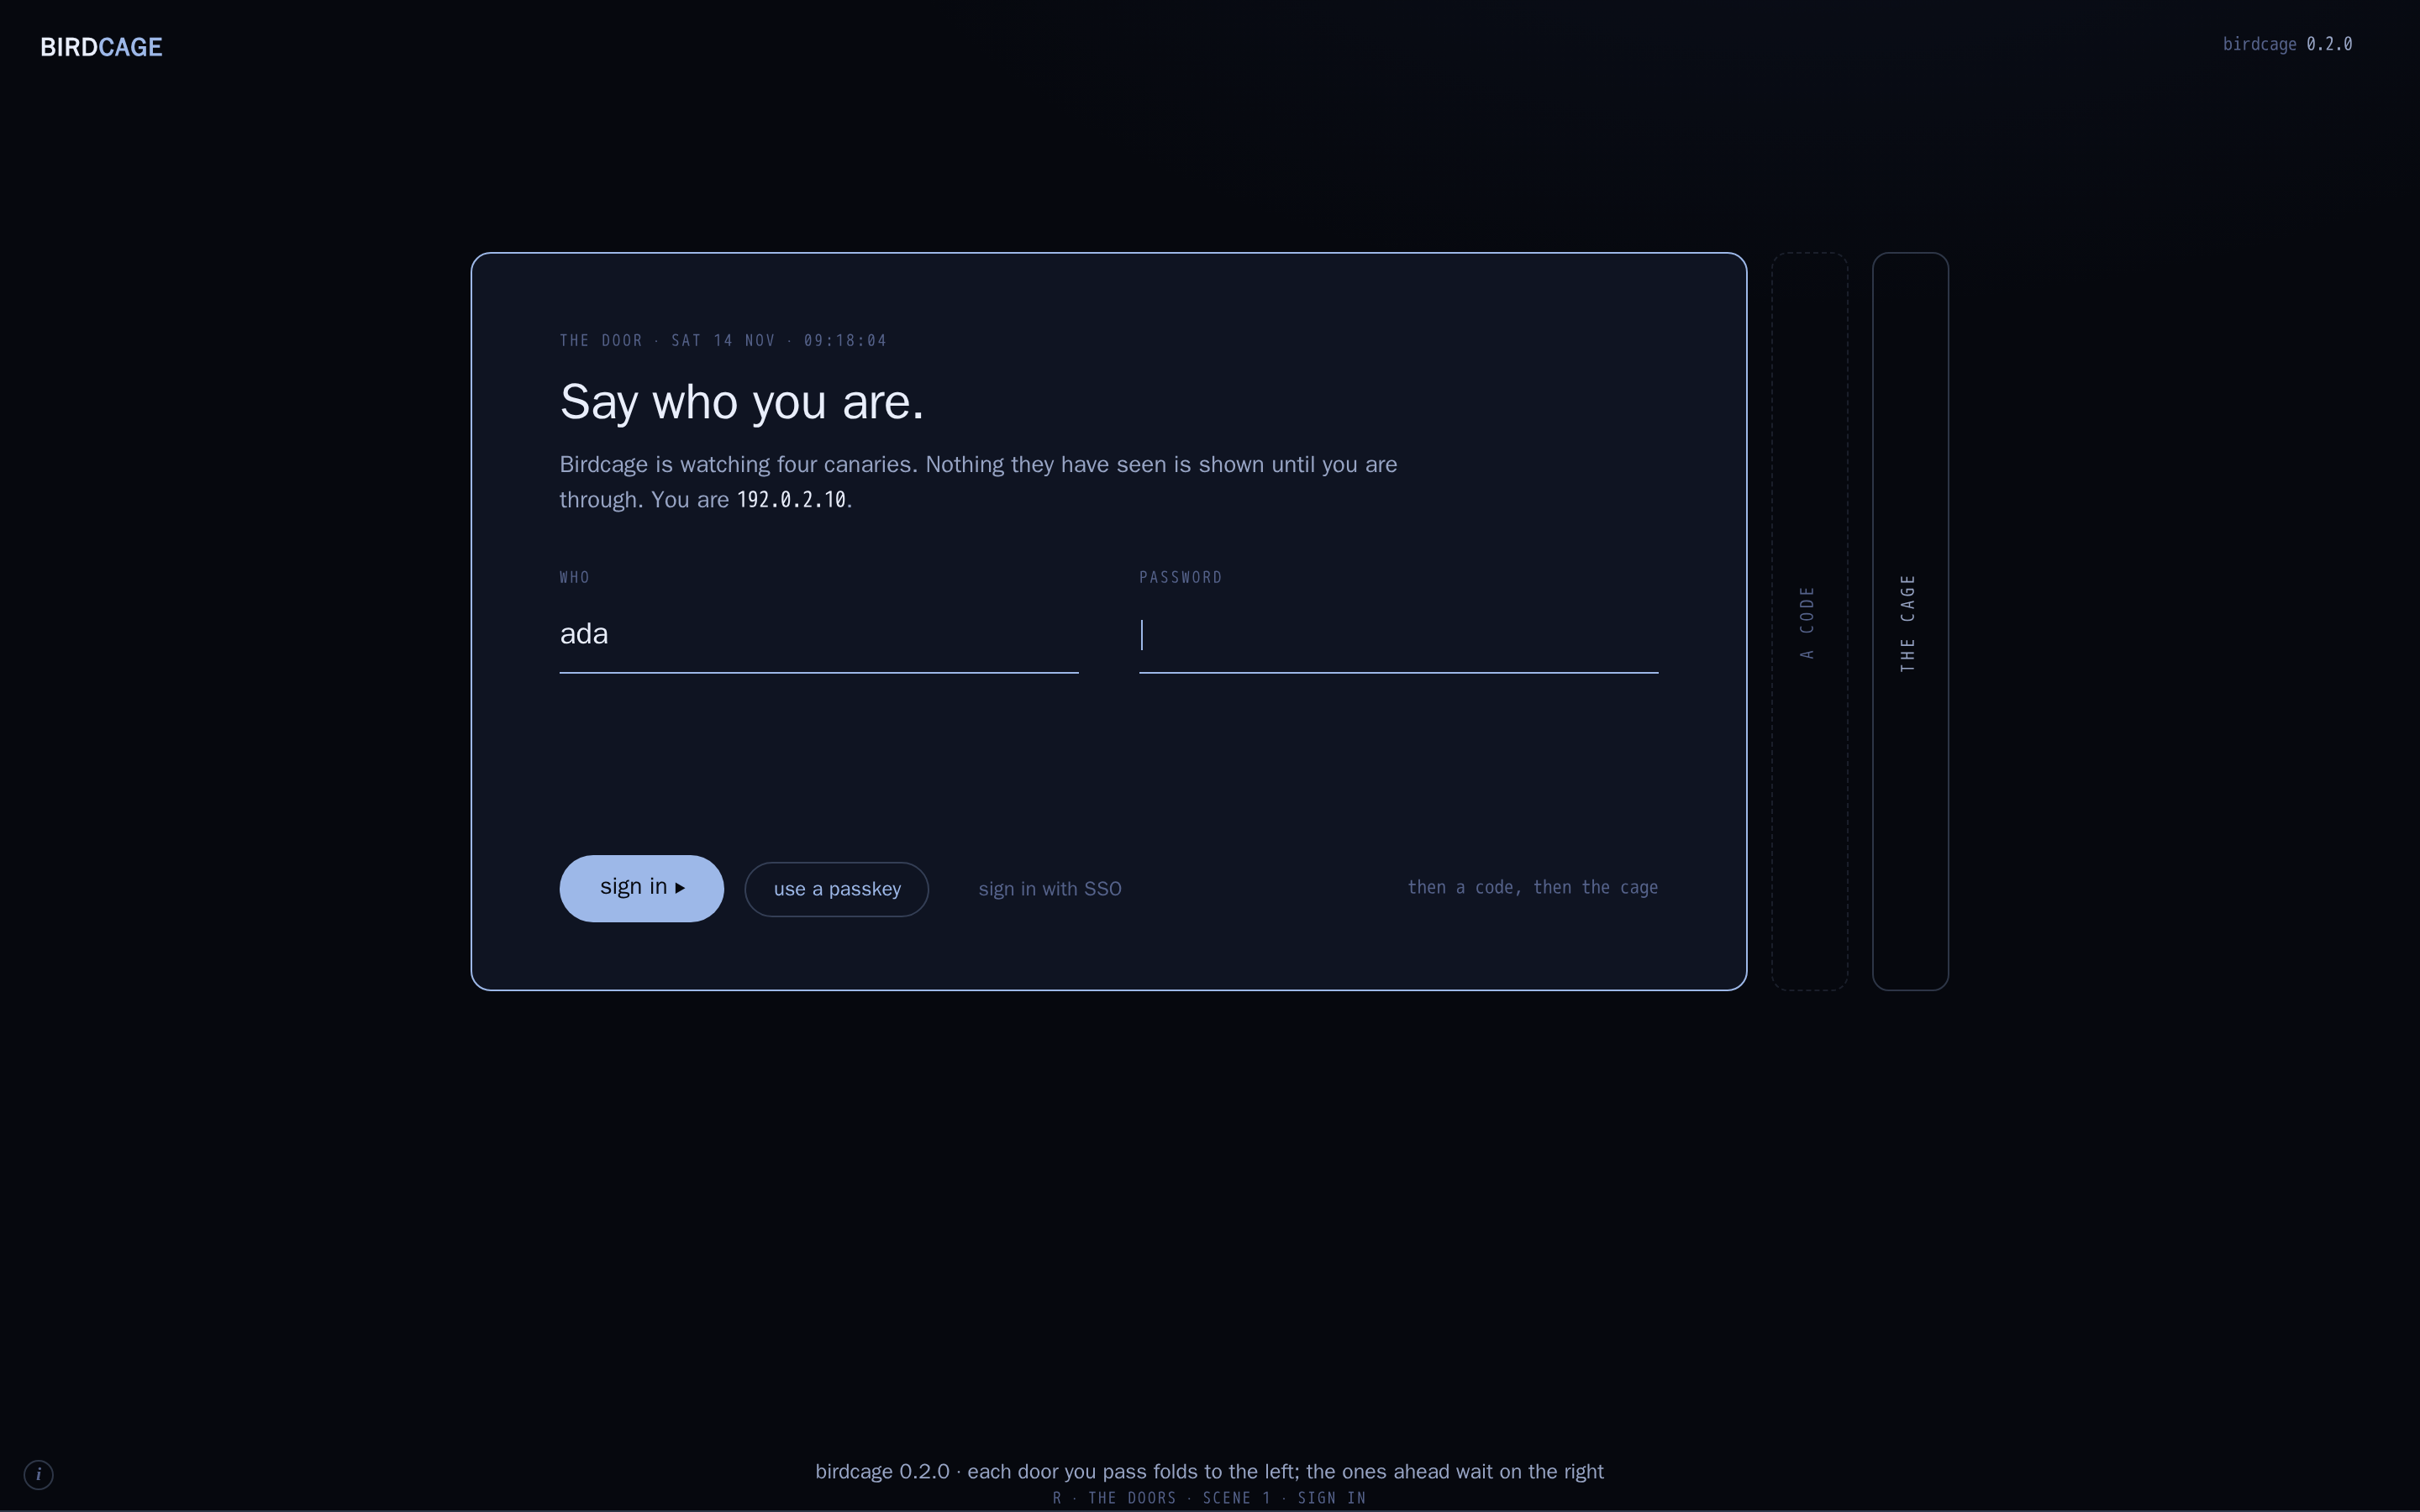 BIRDCAGE
birdcage 0.2.0
THE DOOR · SAT 14 NOV · 09:18:04
Say who you are.
Birdcage is watching four canaries. Nothing they have seen is shown until you are
through. You are 192.0.2.10.
WHO
PASSWORD
ada
sign in ▸
use a passkey
sign in with SSO
then a code, then the cage
A CODE
THE CAGE
i
birdcage 0.2.0 · each door you pass folds to the left; the ones ahead wait on the right
R · THE DOORS · SCENE 1 · SIGN IN